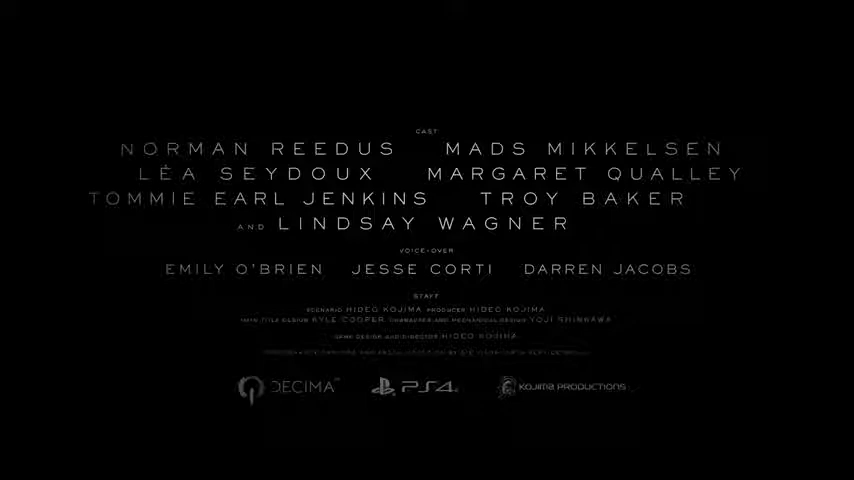 CAST
NORMAN REEDUS MADS MIKKELSEN
LÉA SEYDOUX MARGARET QUALLEY
TOMMIE EARL JENKINS TROY BAKER
AND LINDSAY WAGNER
VOICE-OVER
EMILY O'BRIEN JESSE CORTI DARREN JACOBS
STAFF
SCENARIO HIDEO KOJIMA PRODUCER HIDEO KOJIMA
MAIN TITLE DESIGN KYLE COOPER CHARACTER AND MECHANICAL DESIGN YOJI SHINKAWA
GAME DESIGN AND DIRECTOR HIDEO KOJIMA
DECIMA PS4 KOJIMA PRODUCTIONS